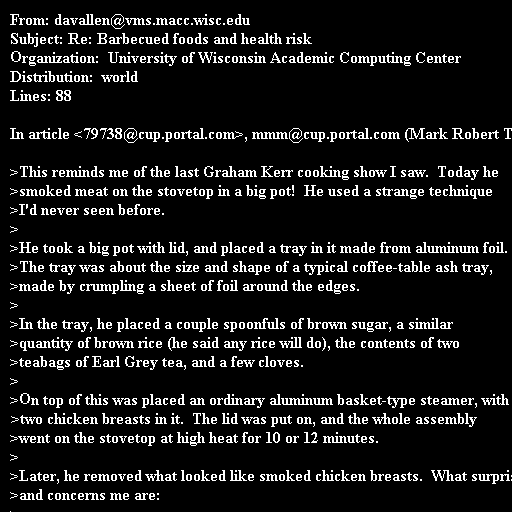 From: davallen@vms.macc.wisc.edu
Subject: Re: Barbecued foods and health risk
Organization:  University of Wisconsin Academic Computing Center
Distribution:  world
Lines: 88
In article <79738@cup.portal.com>, mmm@cup.portal.com (Mark Robert T
>This reminds me of the last Graham Kerr cooking show I saw.  Today he
>smoked meat on the stovetop in a big pot!  He used a strange technique
>I'd never seen before.
>
>He took a big pot with lid, and placed a tray in it made from aluminum foil.
>The tray was about the size and shape of a typical coffee-table ash tray,
>made by crumpling a sheet of foil around the edges.
>
>In the tray, he placed a couple spoonfuls of brown sugar, a similar
>quantity of brown rice (he said any rice will do), the contents of two
>teabags of Earl Grey tea, and a few cloves.
>
>On top of this was placed an ordinary aluminum basket-type steamer, with
>two chicken breasts in it.  The lid was put on, and the whole assembly
>went on the stovetop at high heat for 10 or 12 minutes.
>
>Later, he removed what looked like smoked chicken breasts.  What surpris
>and concerns me are: